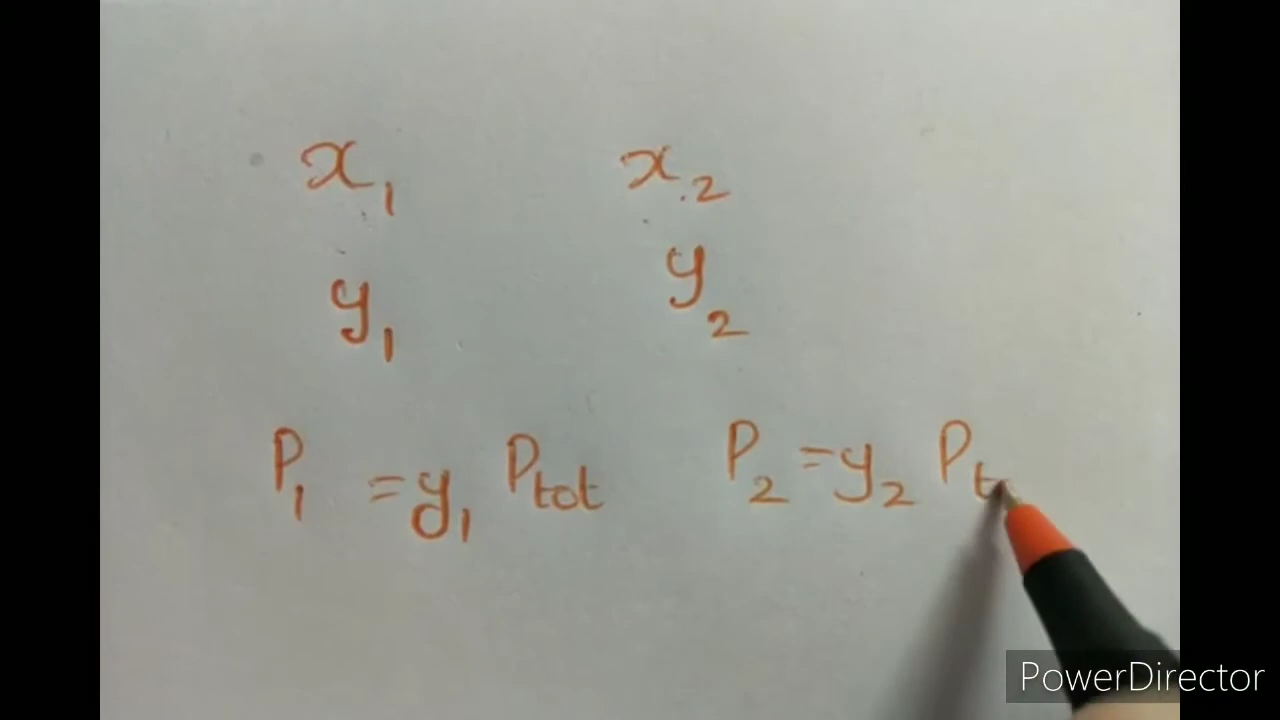 x₁ x₂
y₁ y₂
P₁ = y₁ Ptot P₂ = y₂ Pt
PowerDirector